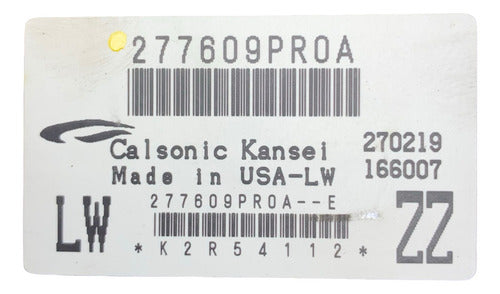 277609PR0A
Calsonic Kansei 270219
Made in USA-LW 166007
277609PR0A--E
LW ZZ
*K2R54112*